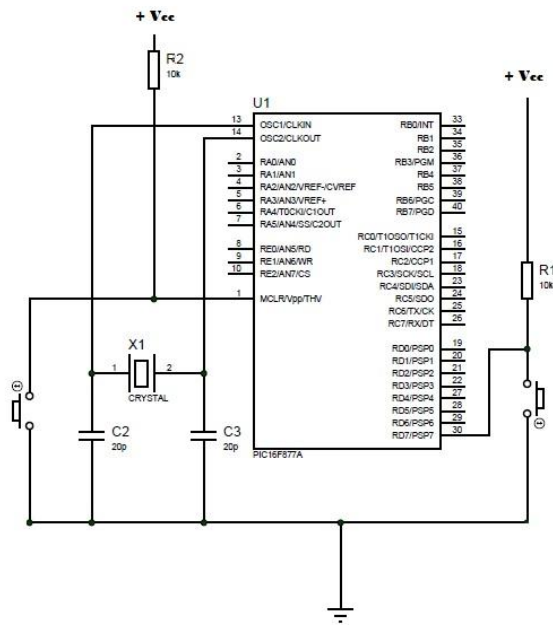 + Vcc
R2
10k
+ Vcc
U1
13 OSC1/CLKIN RB0/INT 33
14 OSC2/CLKOUT RB1 34
RB2 35
2 RA0/AN0 RB3/PGM 36
3 RA1/AN1 RB4 37
4 RA2/AN2/VREF-/CVREF RB5 38
5 RA3/AN3/VREF+ RB6/PGC 39
6 RA4/T0CKI/C1OUT RB7/PGD 40
7 RA5/AN4/SS/C2OUT
RC0/T1OSO/T1CKI 15
8 RE0/AN5/RD RC1/T1OSI/CCP2 16
9 RE1/AN6/WR RC2/CCP1 17
10 RE2/AN7/CS RC3/SCK/SCL 18
RC4/SDI/SDA 23
1 MCLR/Vpp/THV RC5/SDO 24
RC6/TX/CK 25
RC7/RX/DT 26
R1
10k
RD0/PSP0 19
RD1/PSP1 20
RD2/PSP2 21
RD3/PSP3 22
RD4/PSP4 27
RD5/PSP5 28
RD6/PSP6 29
RD7/PSP7 30
X1
1 2
CRYSTAL
C2
20p
C3
20p
PIC16F877A